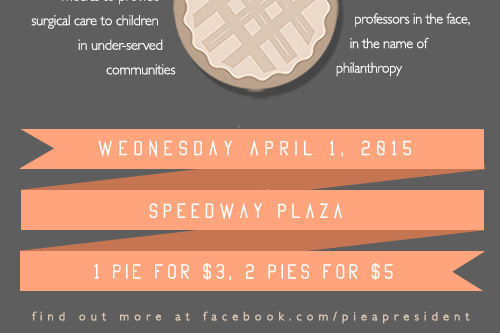 surgical care to children
in under-served
communities
professors in the face,
in the name of
philanthropy
WEDNESDAY APRIL 1, 2015
SPEEDWAY PLAZA
1 PIE FOR $3, 2 PIES FOR $5
find out more at facebook.com/pieapresident